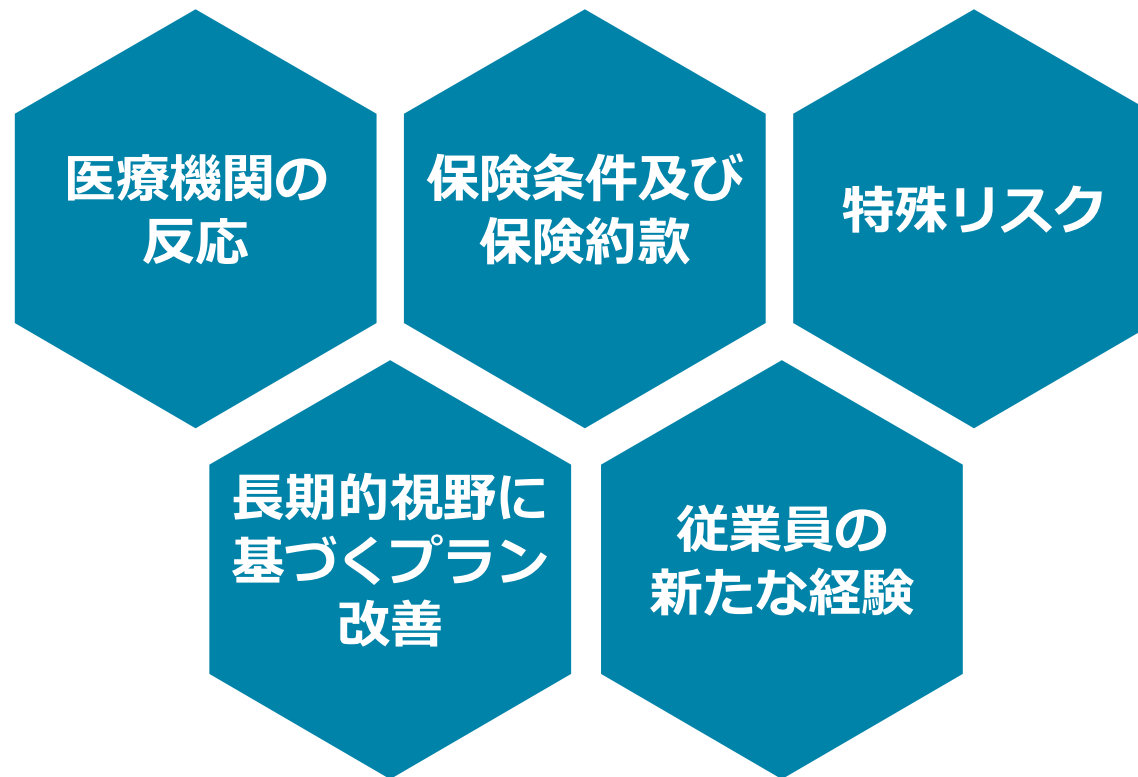 医療機関の
反応
保険条件及び
保険約款
特殊リスク
長期的視野に
基づくプラン
改善
従業員の
新たな経験